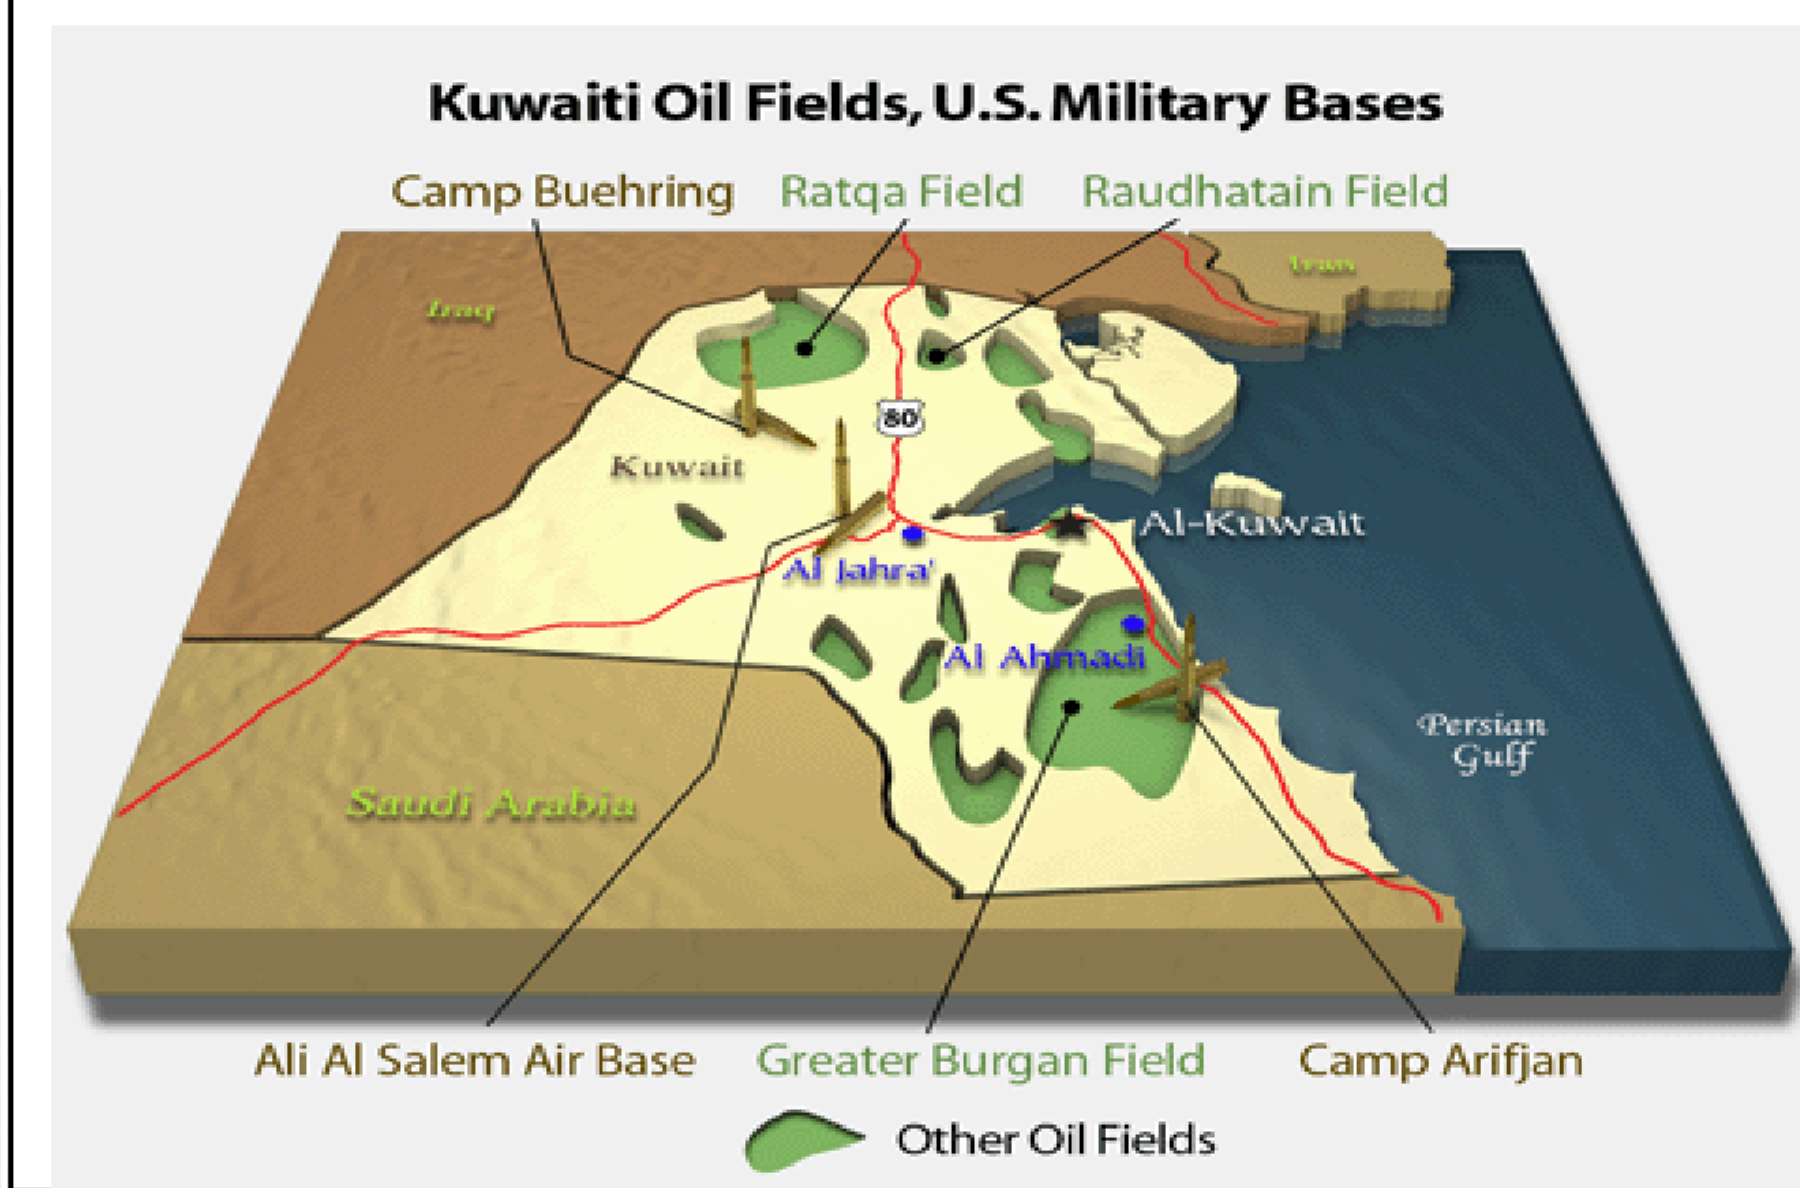 Kuwaiti Oil Fields, U.S. Military Bases
Camp Buehring
Ratqa Field
Raudhatain Field
Iran
Iraq
80
Kuwait
Al-Kuwait
Al Jahra'
Al Ahmadi
Persian
Gulf
Saudi Arabia
Ali Al Salem Air Base
Greater Burgan Field
Camp Arifjan
Other Oil Fields